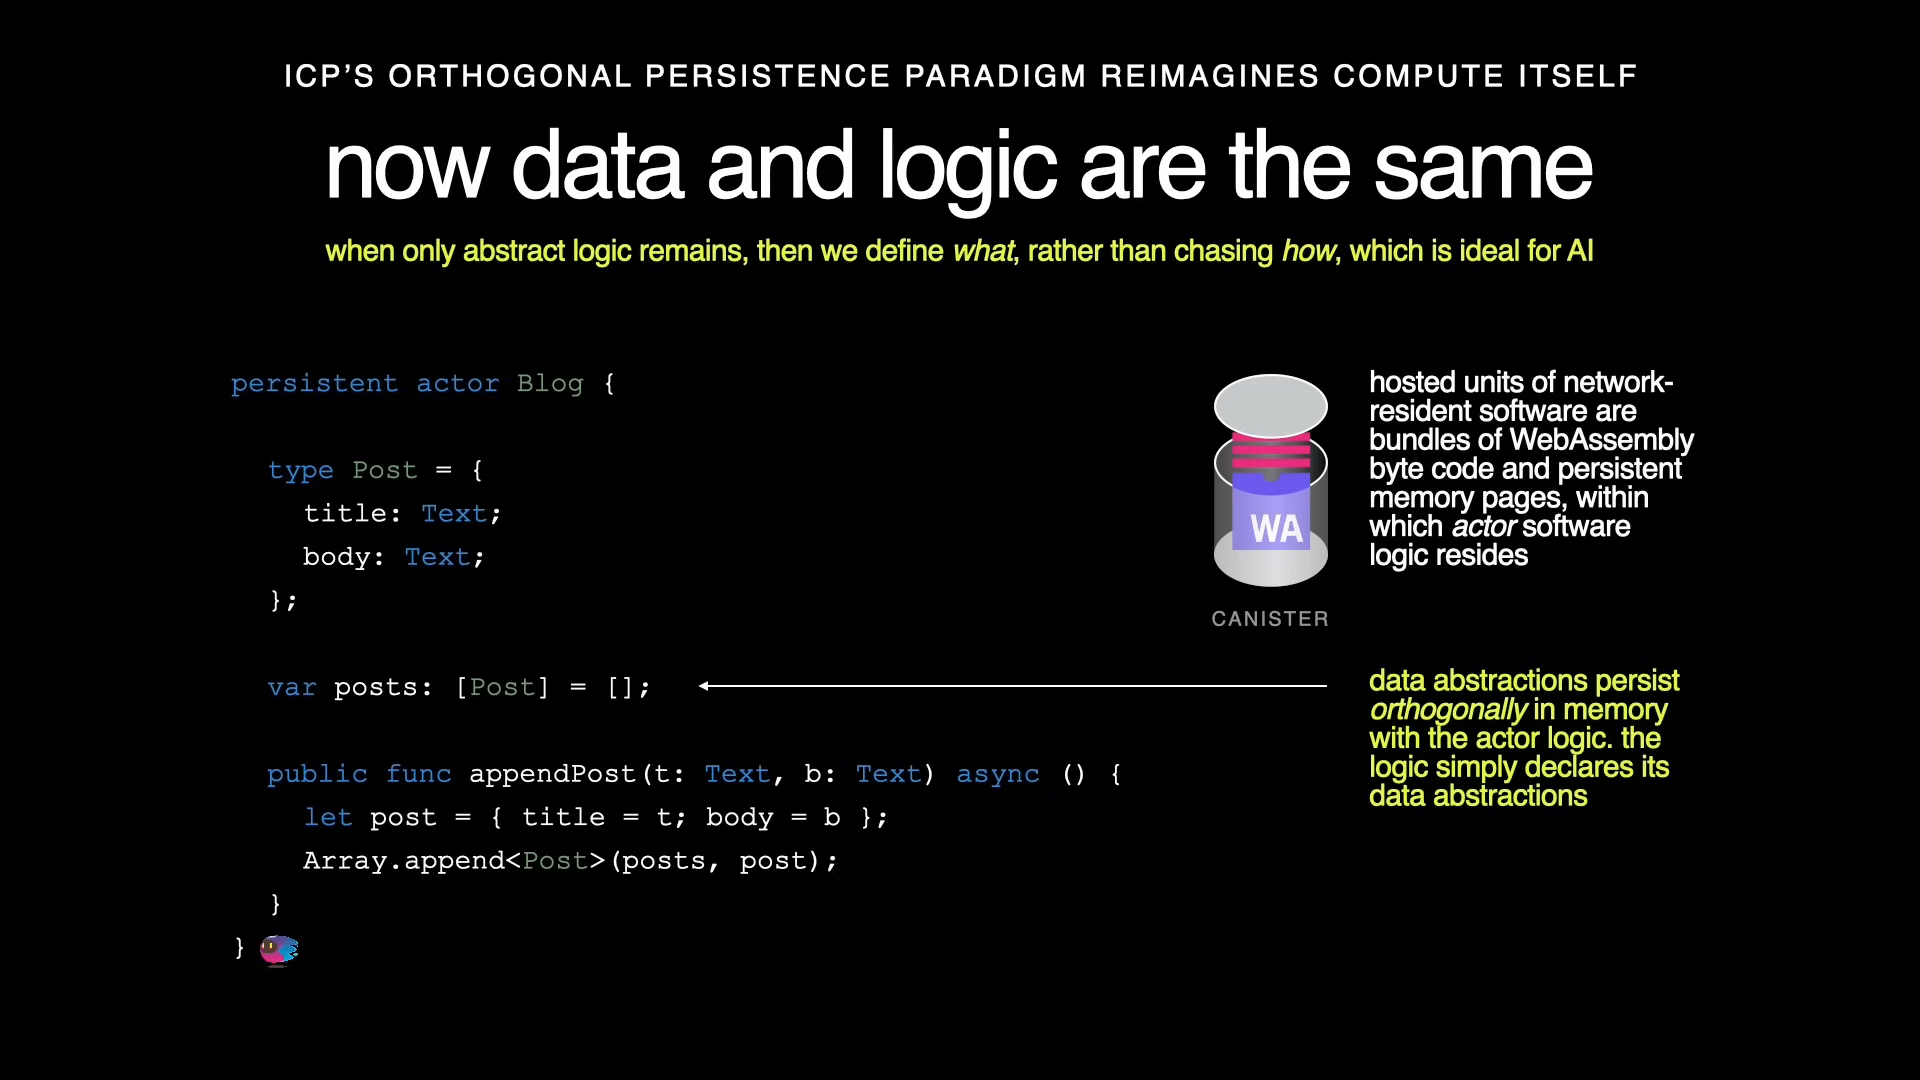 ICP’S ORTHOGONAL PERSISTENCE PARADIGM REIMAGINES COMPUTE ITSELF
now data and logic are the same
when only abstract logic remains, then we define what, rather than chasing how, which is ideal for AI
persistent actor Blog {
type Post = {
title: Text;
body: Text;
};
var posts: [Post] = [];
public func appendPost(t: Text, b: Text) async () {
let post = { title = t; body = b };
Array.append<Post>(posts, post);
}
}
WA
CANISTER
hosted units of network-
resident software are
bundles of WebAssembly
byte code and persistent
memory pages, within
which actor software
logic resides
data abstractions persist
orthogonally in memory
with the actor logic. the
logic simply declares its
data abstractions